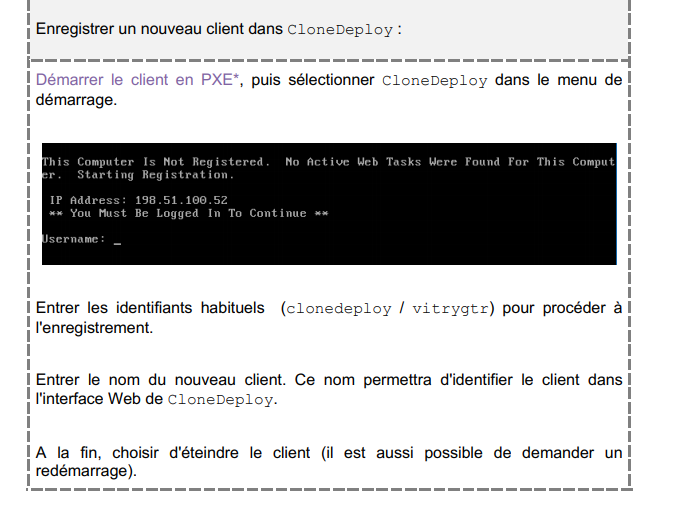 Enregistrer un nouveau client dans CloneDeploy :
Démarrer le client en PXE*, puis sélectionner CloneDeploy dans le menu de
démarrage.
This Computer Is Not Registered.  No Active Web Tasks Were Found For This Comput
er.  Starting Registration.
IP Address: 198.51.100.52
** You Must Be Logged In To Continue **
Username: _
Entrer les identifiants habituels  (clonedeploy / vitrygtr) pour procéder à
l'enregistrement.
Entrer le nom du nouveau client. Ce nom permettra d'identifier le client dans
l'interface Web de CloneDeploy.
A la fin, choisir d'éteindre le client (il est aussi possible de demander un
redémarrage).